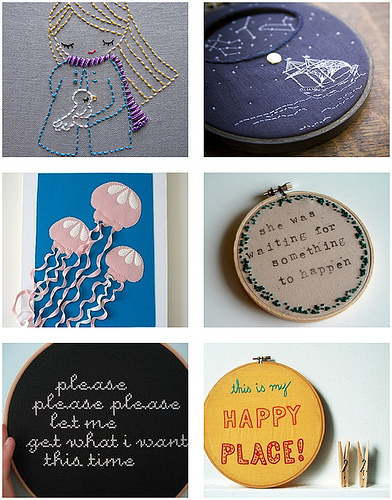 she was
waiting for
something
to happen
please
please please
let me
get what i want
this time
this is my
HAPPY
PLACE!